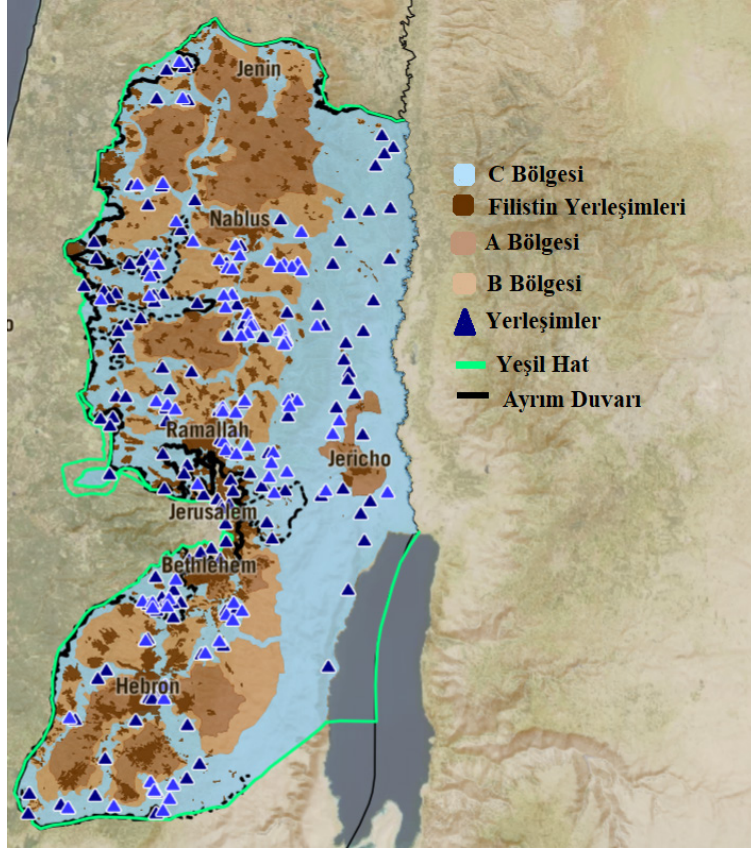 Jenin
Nablus
Ramallah
Jericho
Jerusalem
Bethlehem
Hebron
C Bölgesi
Filistin Yerleşimleri
A Bölgesi
B Bölgesi
Yerleşimler
Yeşil Hat
Ayrım Duvarı